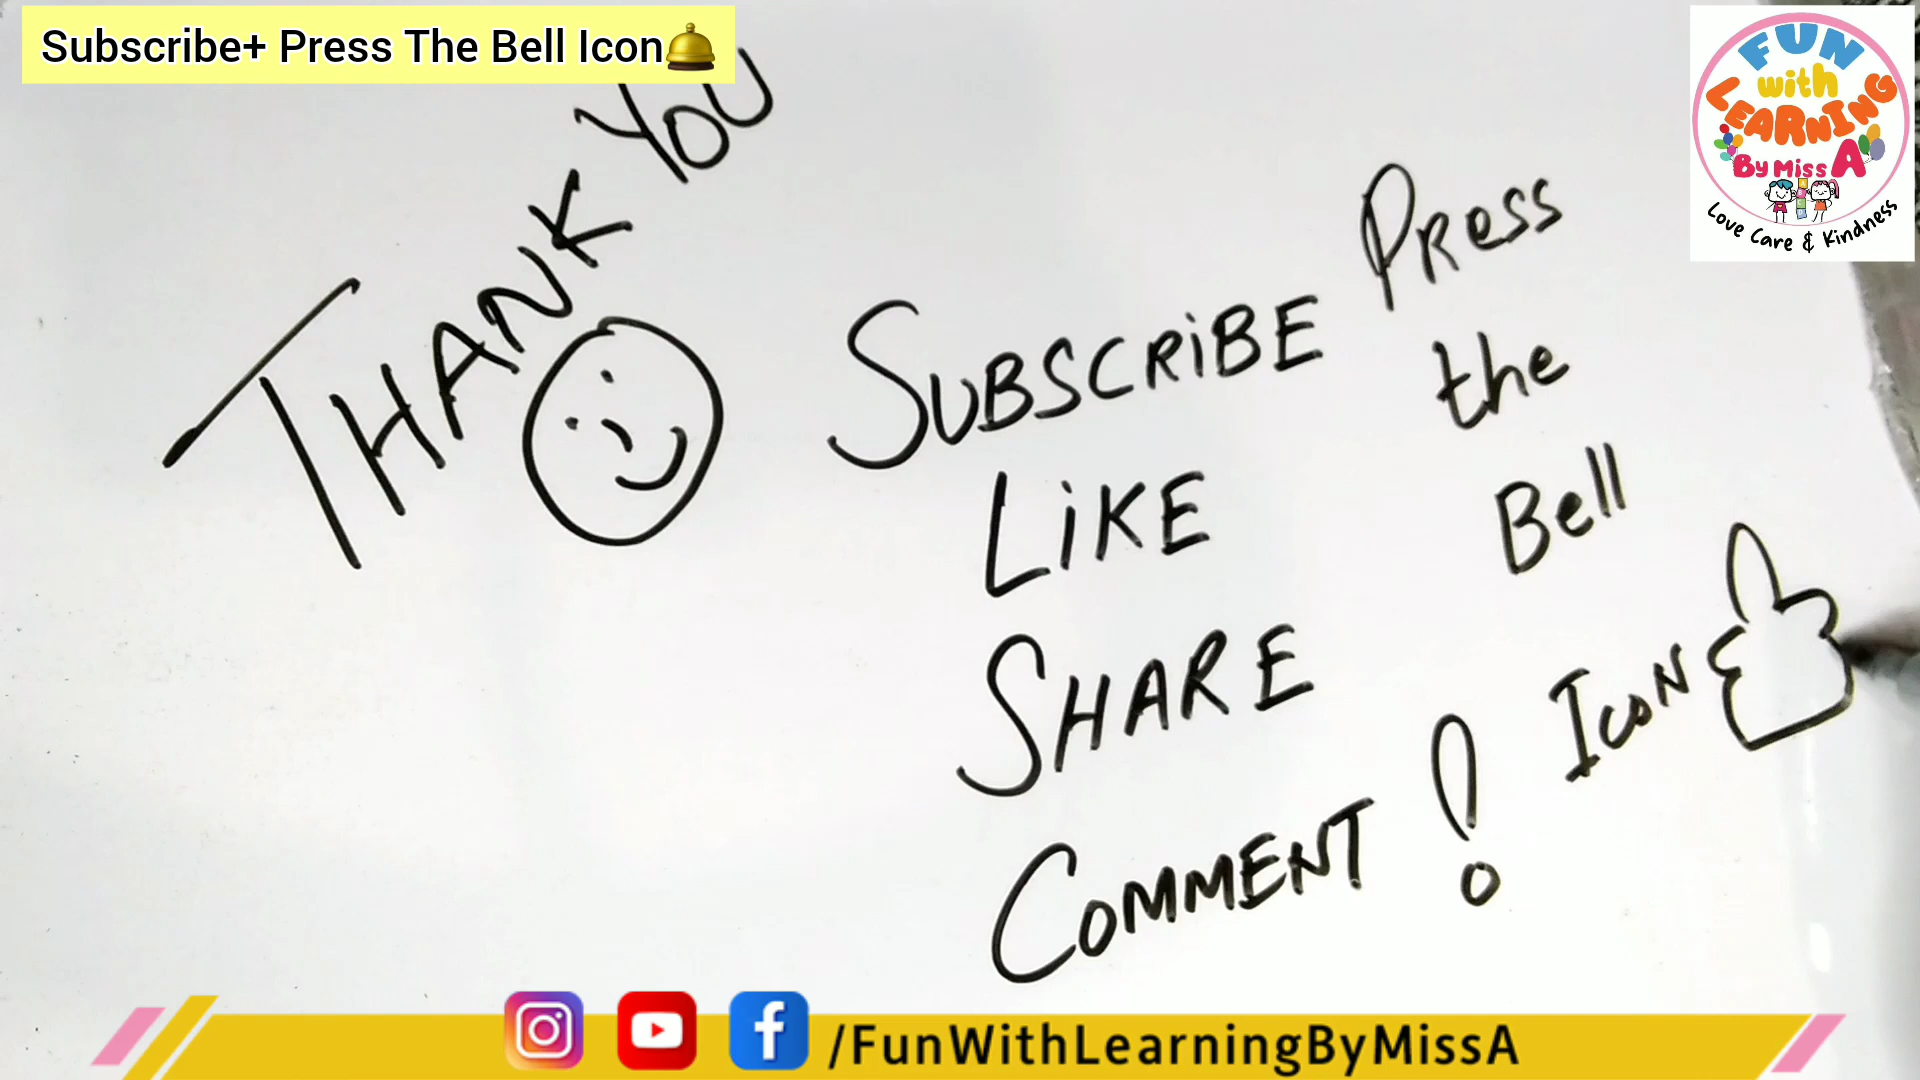 Subscribe+ Press The Bell Icon
THANK YOU
SUBSCRiBE
LiKE
SHARE
COMMENT !
PRess
the
Bell
IcoN
FUN
with
LEARNING
By Miss A
Love Care & Kindness
/FunWithLearningByMissA